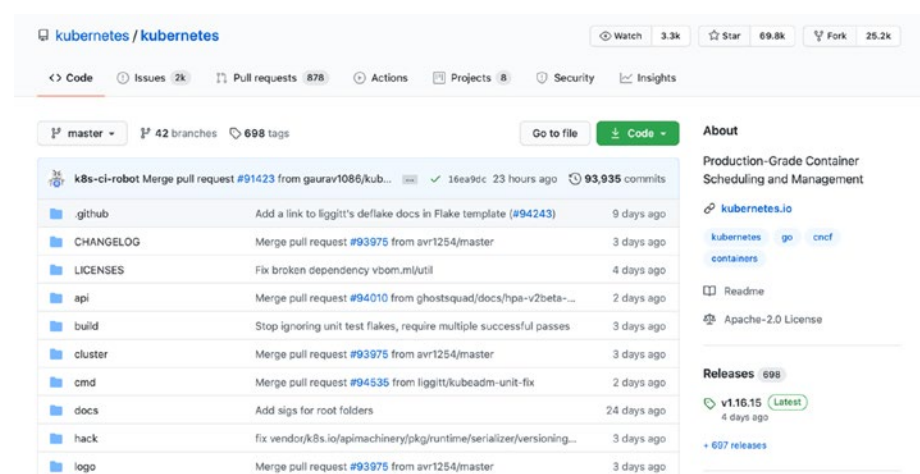 kubernetes / kubernetes
Watch 3.3k Star 69.8k Fork 25.2k
<> Code Issues 2k Pull requests 878 Actions Projects 8 Security Insights
master 42 branches 698 tags Go to file Code
k8s-ci-robot Merge pull request #91423 from gaurav1086/kub... ... 16ea9dc 23 hours ago 93,935 commits
.github Add a link to liggitt's deflake docs in Flake template (#94243) 9 days ago
CHANGELOG Merge pull request #93975 from avr1254/master 3 days ago
LICENSES Fix broken dependency vbom.ml/util 4 days ago
api Merge pull request #94010 from ghostsquad/docs/hpa-v2beta-... 2 days ago
build Stop ignoring unit test flakes, require multiple successful passes 3 days ago
cluster Merge pull request #93975 from avr1254/master 3 days ago
cmd Merge pull request #94535 from liggitt/kubeadm-unit-fix 2 days ago
docs Add sigs for root folders 24 days ago
hack fix vendor/k8s.io/apimachinery/pkg/runtime/serializer/versioning... 3 days ago
logo Merge pull request #93975 from avr1254/master 3 days ago
About
Production-Grade Container
Scheduling and Management
kubernetes.io
kubernetes go cncf
containers
Readme
Apache-2.0 License
Releases 698
v1.16.15 Latest
4 days ago
+ 697 releases